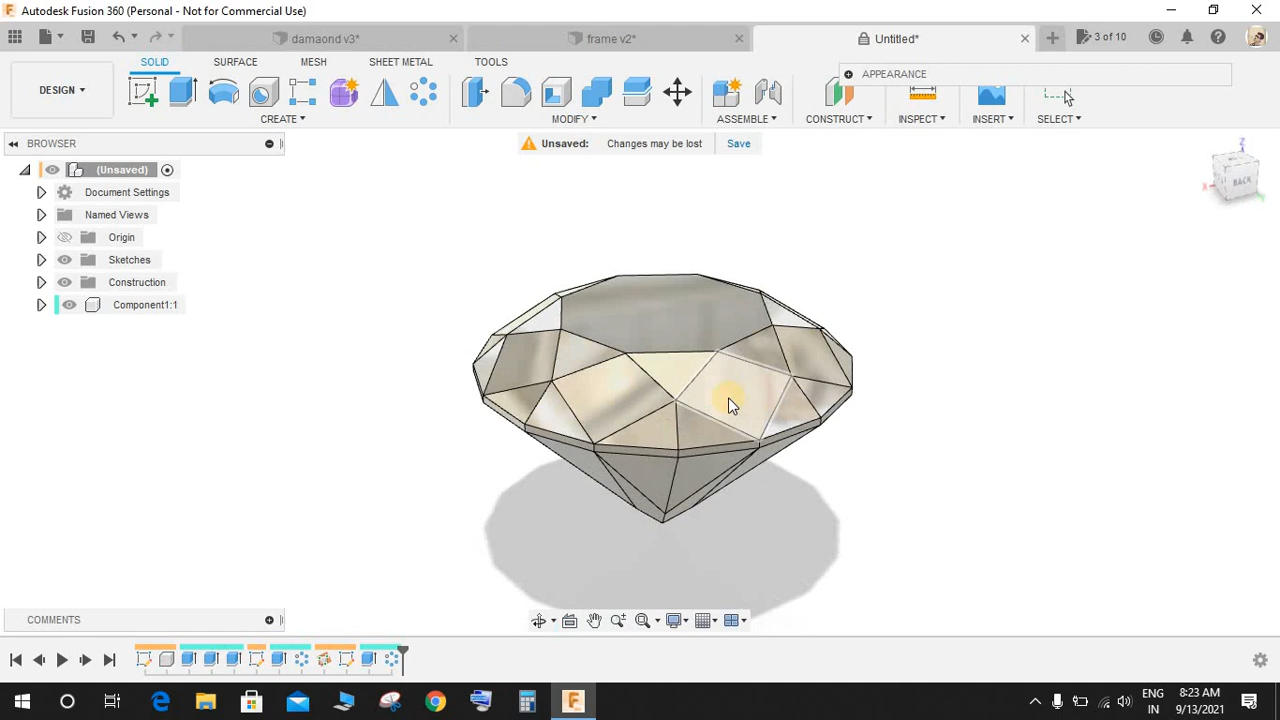 Autodesk Fusion 360 (Personal - Not for Commercial Use)
damaond v3*
frame v2*
Untitled*
3 of 10
SOLID
SURFACE
MESH
SHEET METAL
TOOLS
APPEARANCE
DESIGN
CREATE
MODIFY
ASSEMBLE
CONSTRUCT
INSPECT
INSERT
SELECT
BROWSER
Unsaved: Changes may be lost Save
(Unsaved)
Document Settings
Named Views
Origin
Sketches
Construction
Component1:1
Z
BACK
X
Y
COMMENTS
ENG
IN
8:23 AM
9/13/2021